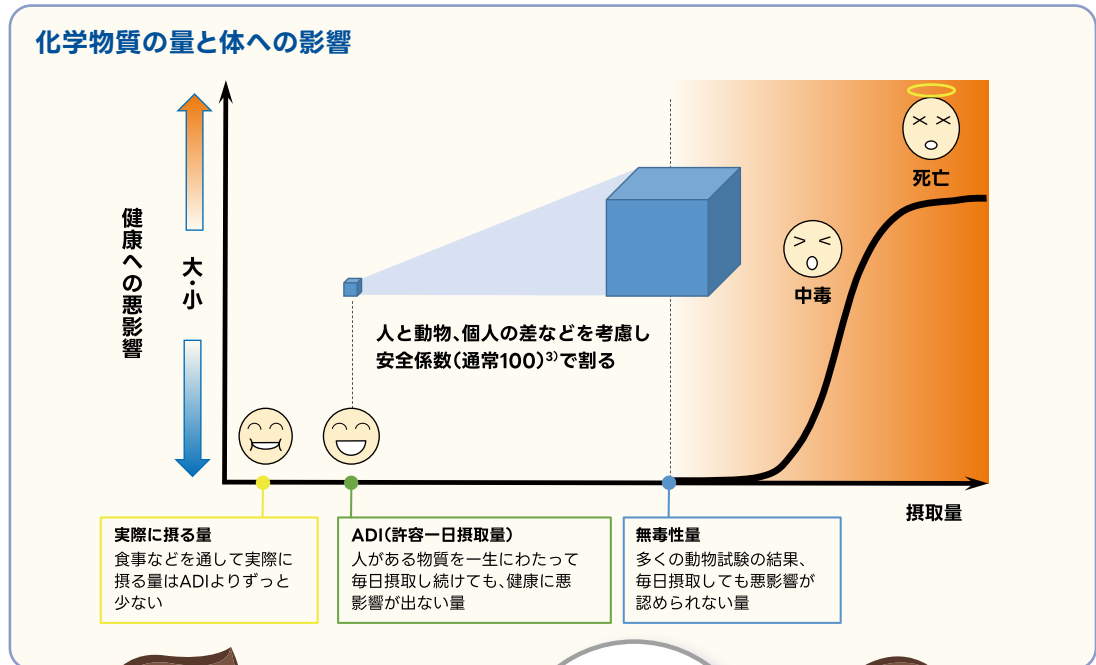 化学物質の量と体への影響
健康への悪影響
大・小
死亡
中毒
人と動物、個人の差などを考慮し
安全係数(通常100)3)で割る
摂取量
実際に摂る量
食事などを通して実際に
摂る量はADIよりずっと
少ない
ADI(許容一日摂取量)
人がある物質を一生にわたって
毎日摂取し続けても、健康に悪
影響が出ない量
無毒性量
多くの動物試験の結果、
毎日摂取しても悪影響が
認められない量